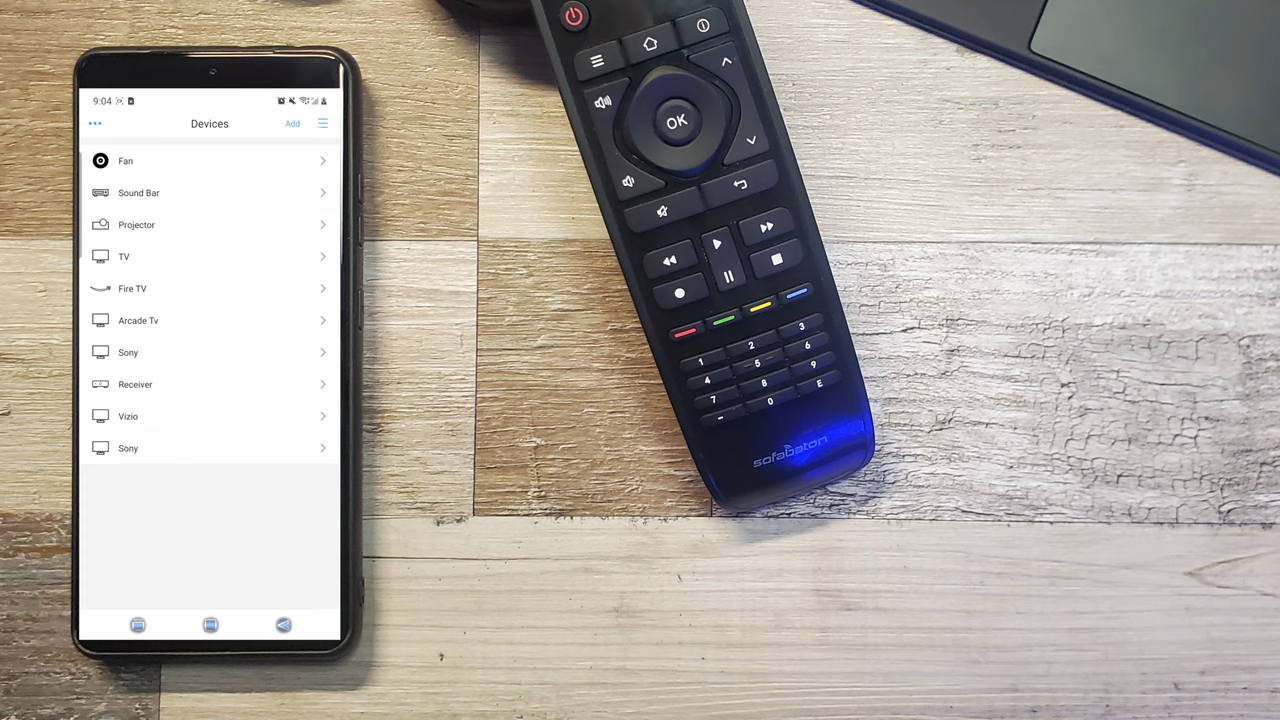 9:04
Devices
Add
Fan
Sound Bar
Projector
TV
Fire TV
Arcade Tv
Sony
Receiver
Vizio
Sony
OK
1 2 3
4 5 6
7 8 9
- 0 E
sofabaton